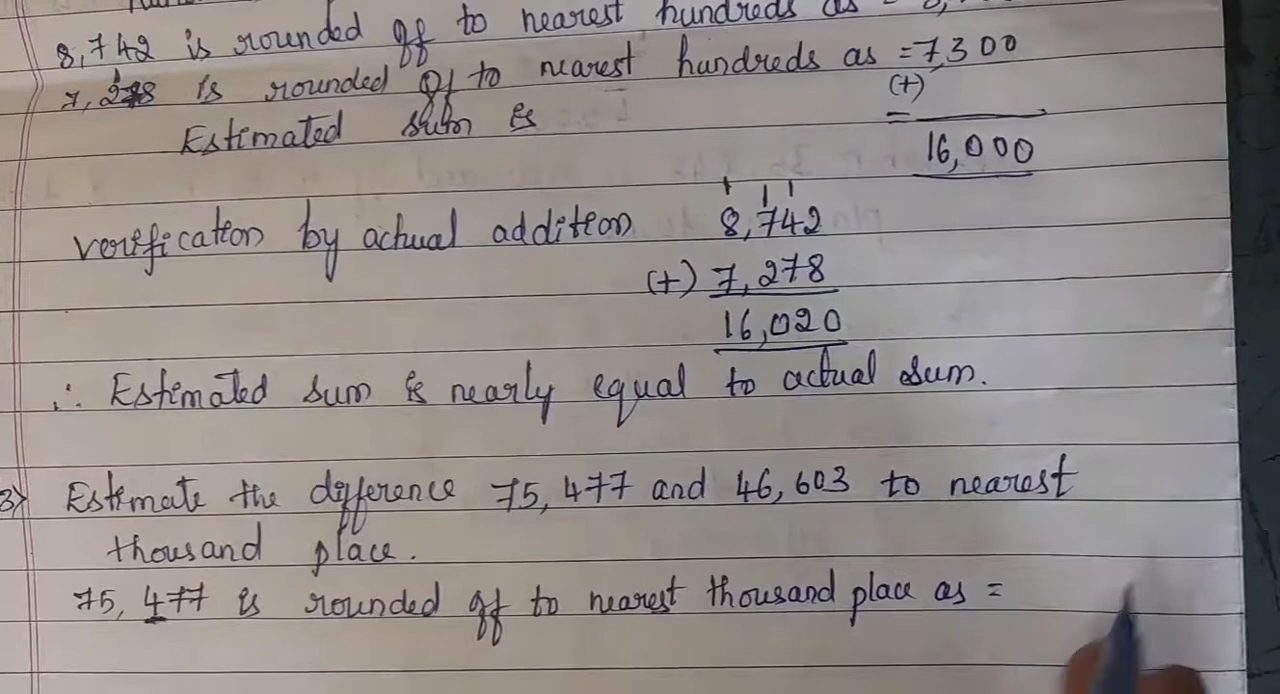 8,742 is rounded off to nearest hundreds as = 8,
7,278 is rounded off to nearest hundreds as = 7,300
(+)
Estimated sum is
16,000
verification by actual addition 8,742
(+) 7,278
16,020
∴ Estimated sum is nearly equal to actual sum.
3) Estimate the difference 75,477 and 46,603 to nearest
thousand place.
75,477 is rounded off to nearest thousand place as =